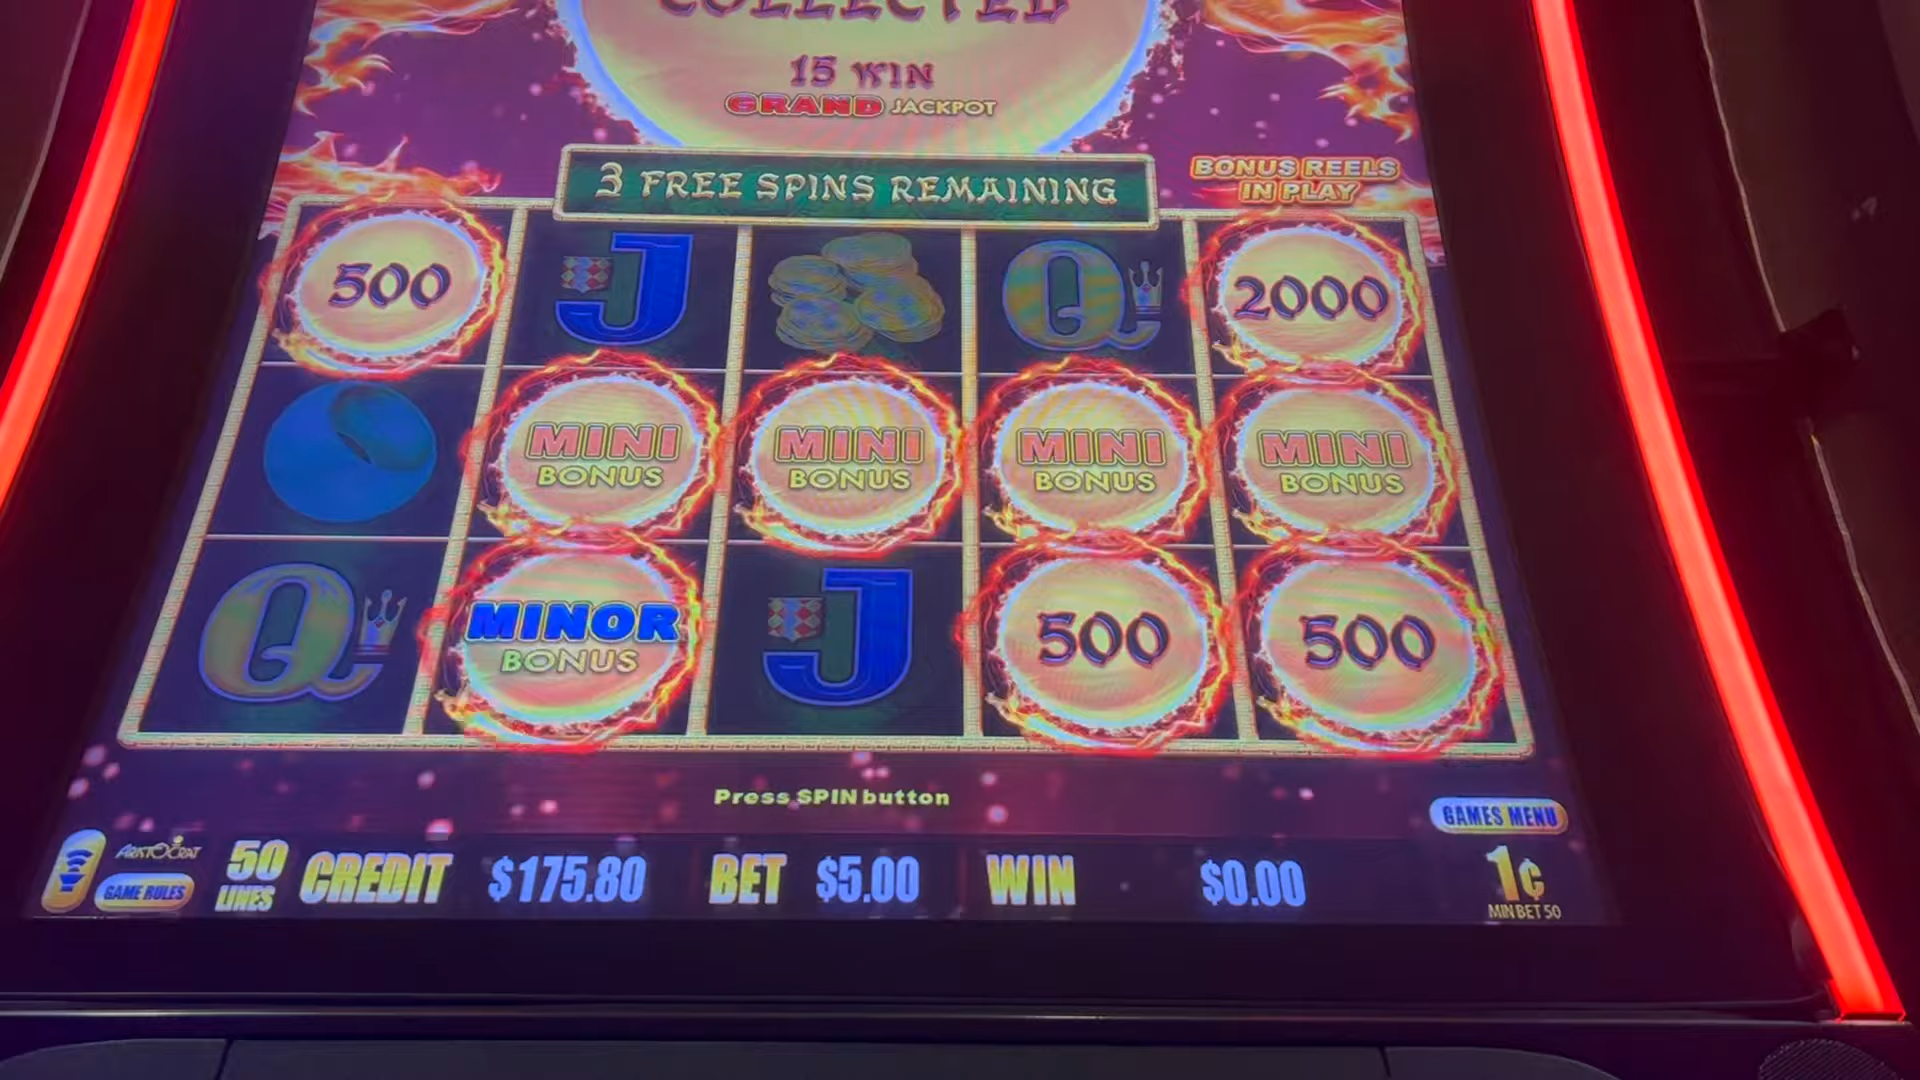 COLLECTED
15 WIN
GRAND JACKPOT
3 FREE SPINS REMAINING
BONUS REELS
IN PLAY
500
J
Q
2000
MINI
BONUS
MINI
BONUS
MINI
BONUS
MINI
BONUS
Q
MINOR
BONUS
J
500
500
Press SPIN button
GAMES MENU
ARISTOCRAT
GAME RULES
50
LINES
CREDIT $175.80
BET $5.00
WIN $0.00
1¢
MIN BET 50